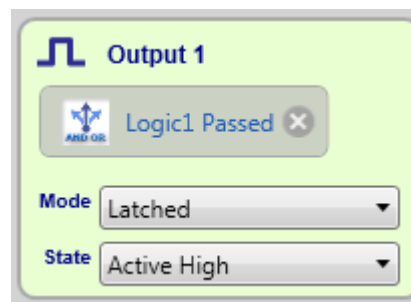 Output 1
AND OR Logic1 Passed
Mode Latched
State Active High